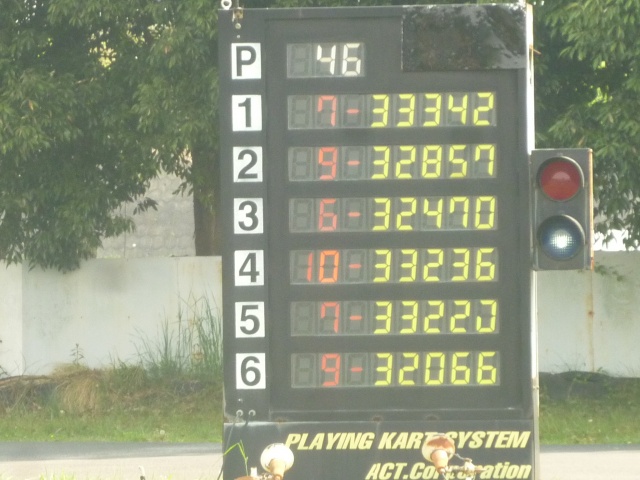 P 46
1 7-33342
2 9-32857
3 6-32470
4 10-33236
5 7-3322
6 9-32066
PLAYING KART SYSTEM
ACT.Corporation